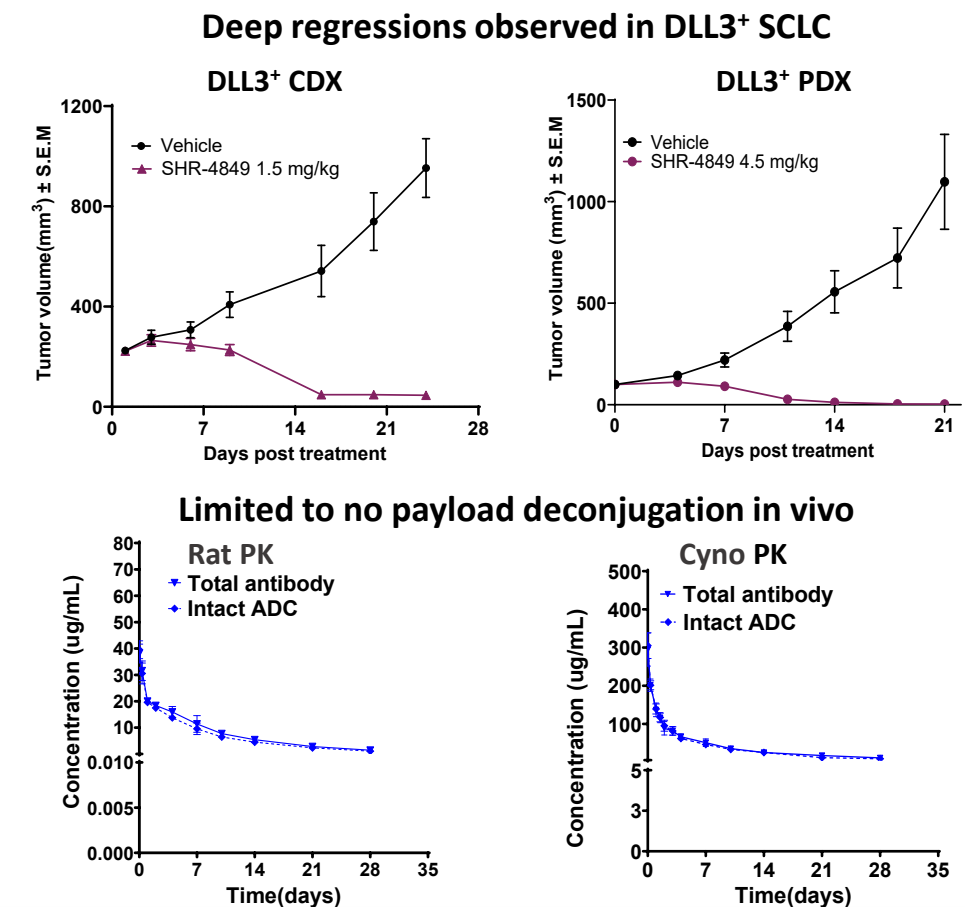 Deep regressions observed in DLL3⁺ SCLC
DLL3⁺ CDX
Tumor volume(mm³) ± S.E.M
1200
800
400
0
Vehicle
SHR-4849 1.5 mg/kg
0 7 14 21 28
Days post treatment
DLL3⁺ PDX
Tumor volume (mm³) ± S.E.M
1500
1000
500
0
Vehicle
SHR-4849 4.5 mg/kg
0 7 14 21
Days post treatment
Limited to no payload deconjugation in vivo
Rat PK
Concentration (ug/mL)
80
70
60
50
40
30
20
10
0.010
0.005
0.000
Total antibody
Intact ADC
0 7 14 21 28 35
Time(days)
Cyno PK
Concentration (ug/mL)
500
400
300
200
100
5
3
0
Total antibody
Intact ADC
0 7 14 21 28 35
Time(days)